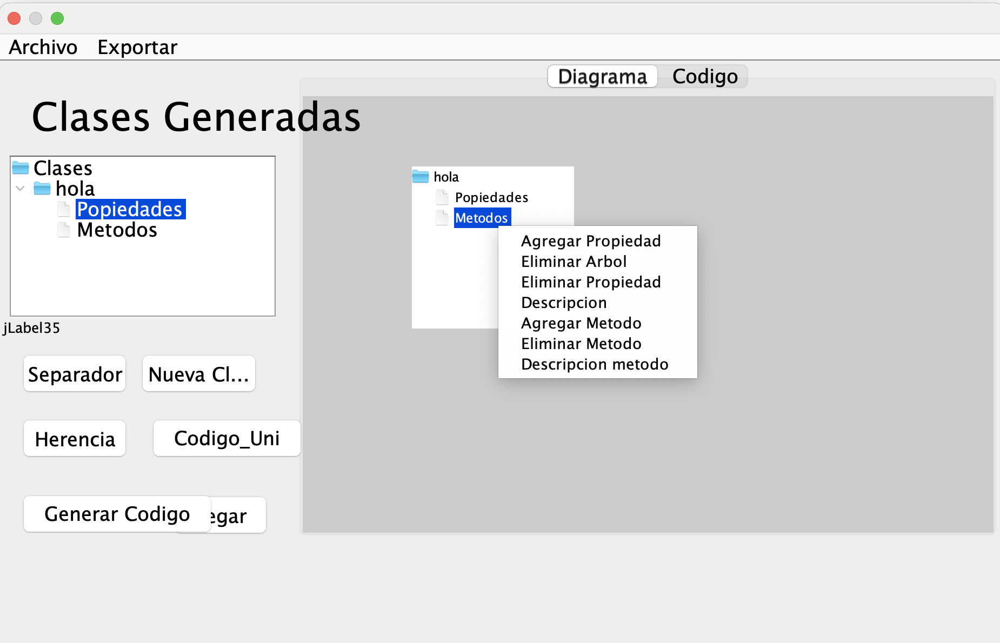 Archivo Exportar
Diagrama Codigo
Clases Generadas
Clases
hola
Popiedades
Metodos
jLabel35
Separador Nueva Cl...
Herencia Codigo_Uni
Generar Codigo egar
hola
Popiedades
Metodos
Agregar Propiedad
Eliminar Arbol
Eliminar Propiedad
Descripcion
Agregar Metodo
Eliminar Metodo
Descripcion metodo